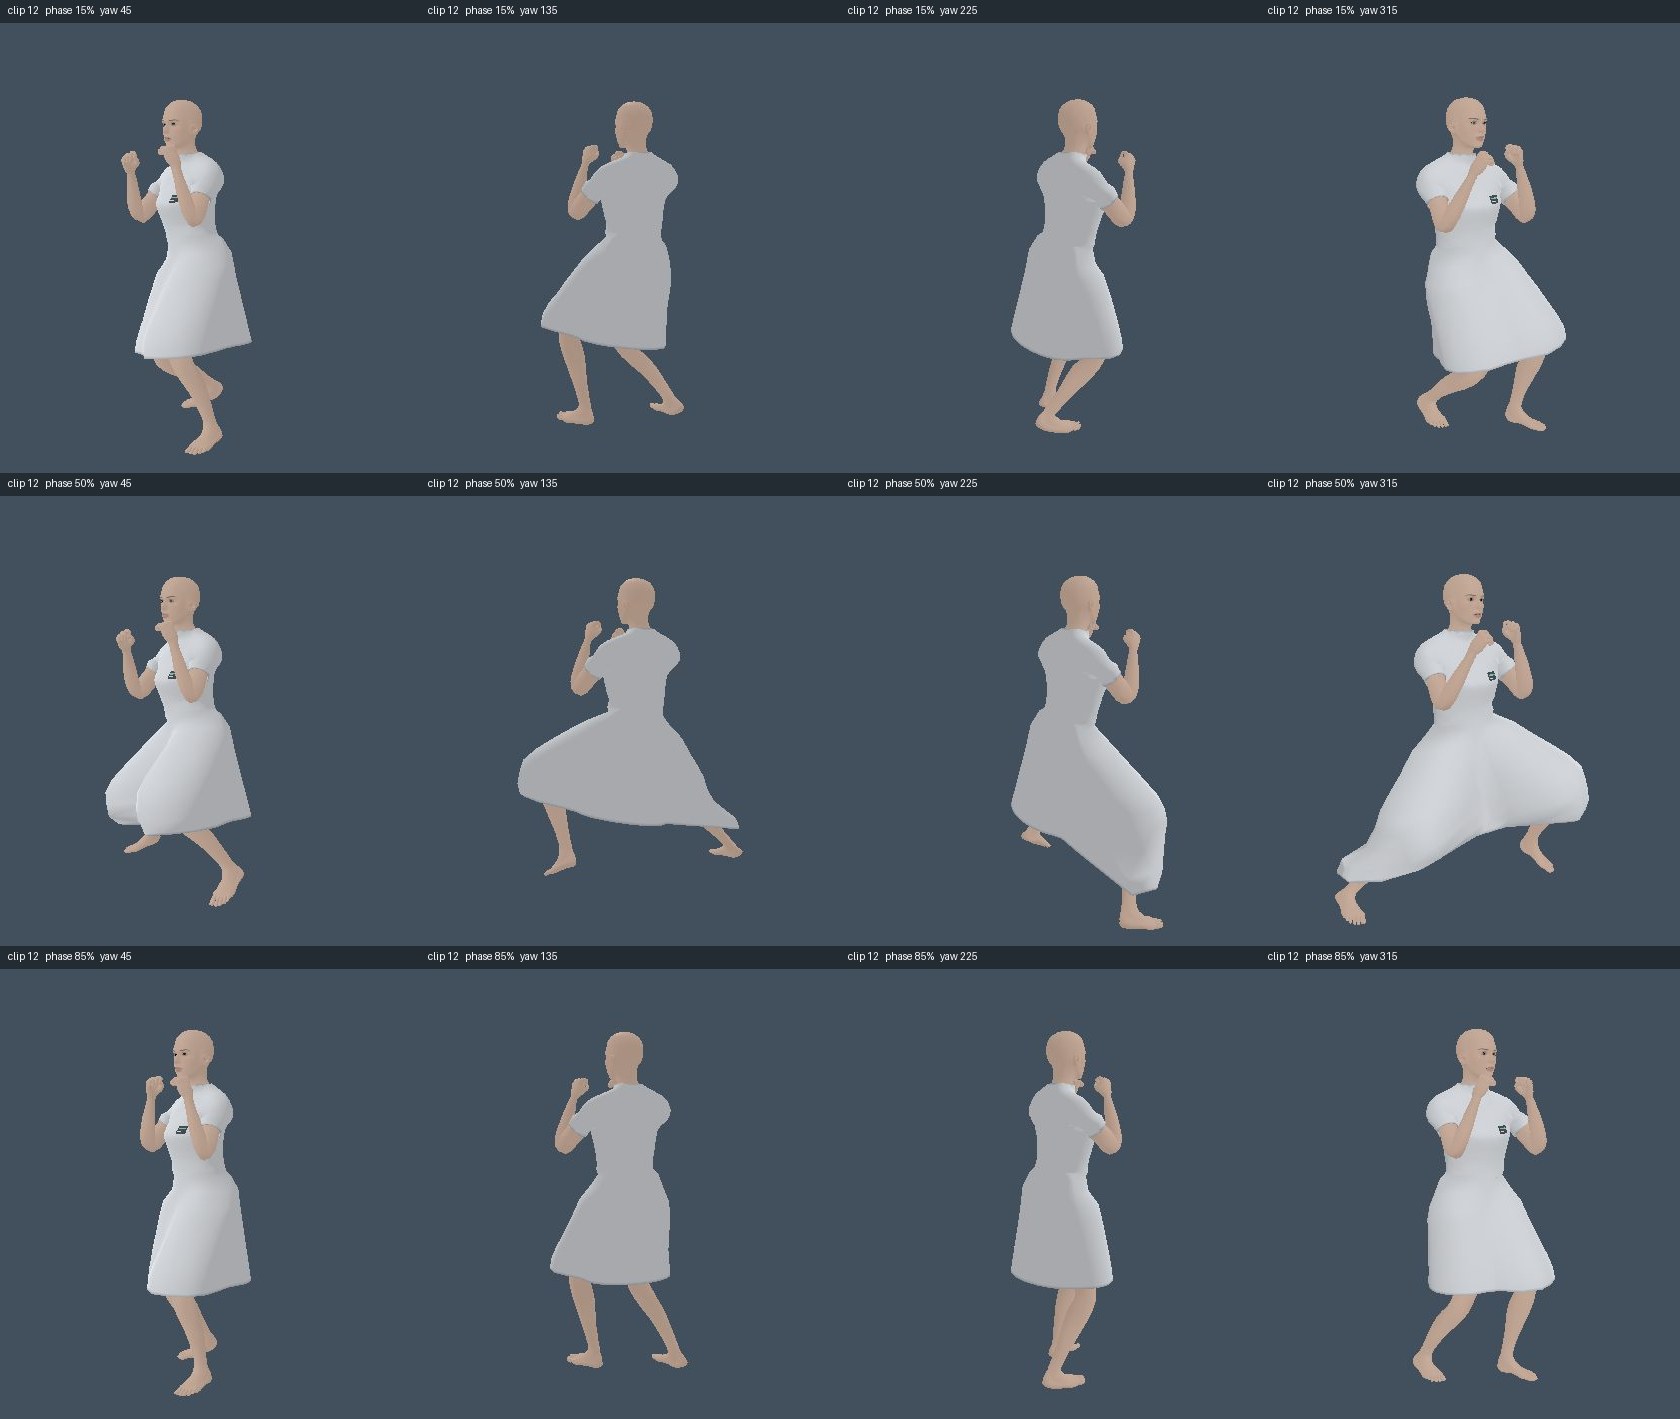 clip 12 phase 15% yaw 45
clip 12 phase 15% yaw 135
clip 12 phase 15% yaw 225
clip 12 phase 15% yaw 315
clip 12 phase 50% yaw 45
clip 12 phase 50% yaw 135
clip 12 phase 50% yaw 225
clip 12 phase 50% yaw 315
clip 12 phase 85% yaw 45
clip 12 phase 85% yaw 135
clip 12 phase 85% yaw 225
clip 12 phase 85% yaw 315